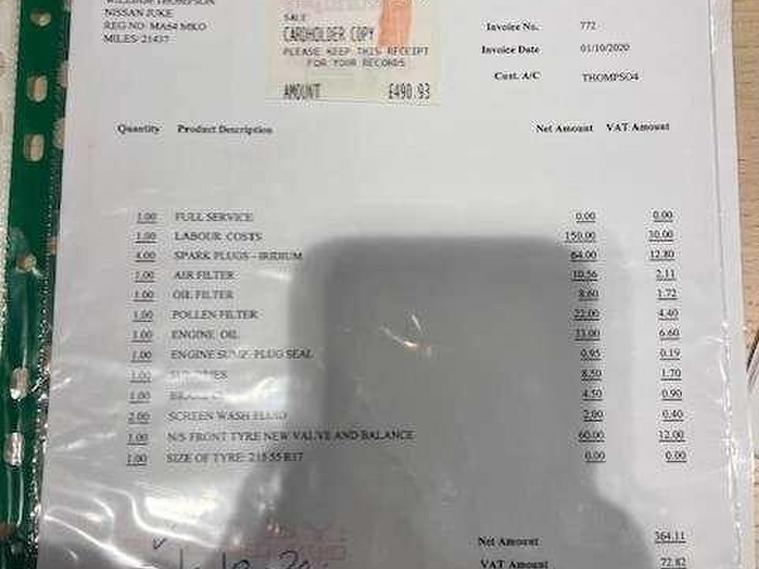 THOMPSON
NISSAN JUKE
REG NO- MA64 MKO
MILES- 21437
SALE
CARDHOLDER COPY
PLEASE KEEP THIS RECEIPT
FOR YOUR RECORDS
AMOUNT £490.93
Invoice No. 772
Invoice Date 01/10/2020
Cust. A/C THOMPSO4
Quantity Product Description Net Amount VAT Amount
1.00 FULL SERVICE 0.00 0.00
1.00 LABOUR COSTS 150.00 30.00
4.00 SPARK PLUGS - IRIDIUM 64.00 12.80
1.00 AIR FILTER 10.56 2.11
1.00 OIL FILTER 8.60 1.72
1.00 POLLEN FILTER 22.00 4.40
1.00 ENGINE OIL 33.00 6.60
1.00 ENGINE SUMP PLUG SEAL 0.95 0.19
1.00 8.50 1.70
1.00 4.50 0.90
2.00 SCREEN WASH FLUID 2.00 0.40
1.00 N/S FRONT TYRE NEW VALVE AND BALANCE 60.00 12.00
1.00 SIZE OF TYRE: 215 55 R17 0.00 0.00
Net Amount 364.11
VAT Amount 72.82